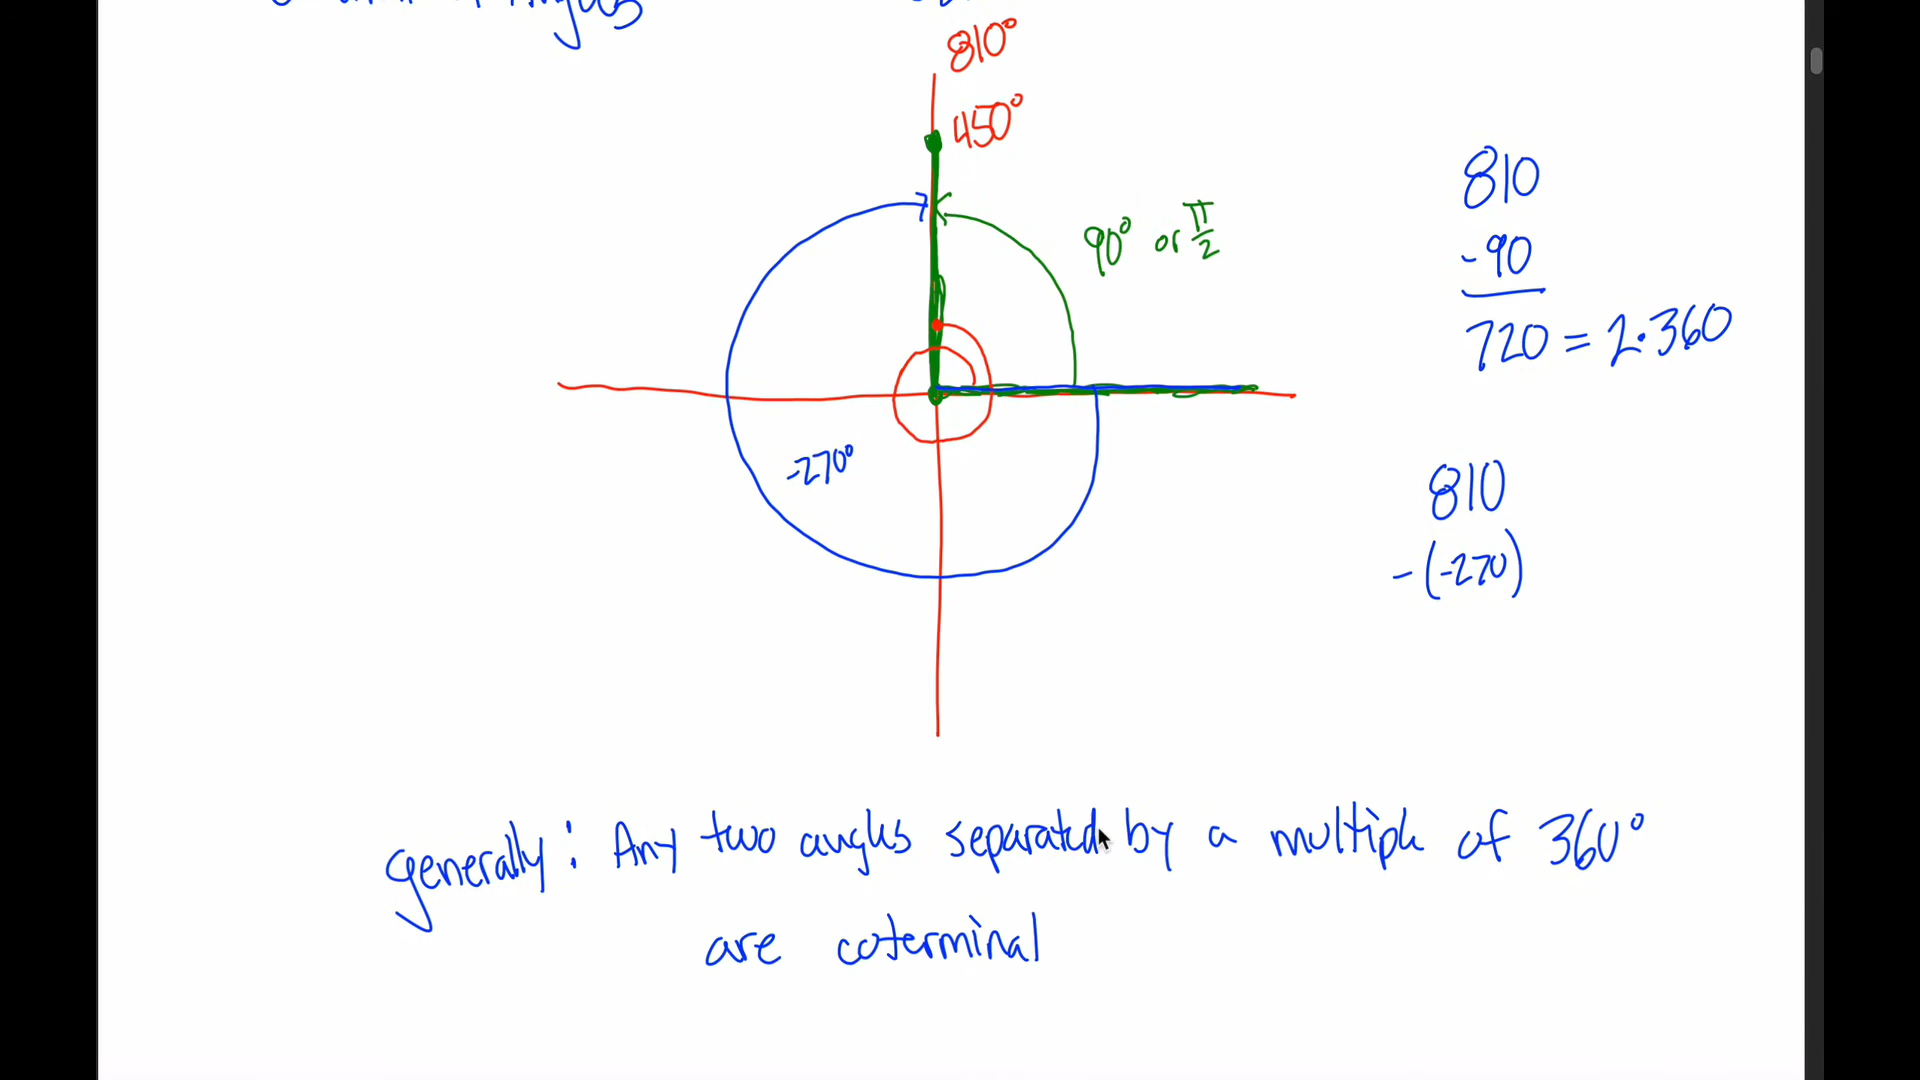 810°
450°
90° or π/2
-270°
810
-90
720 = 2·360
810
-(-270)
generally: Any two angles separated by a multiple of 360°
are coterminal